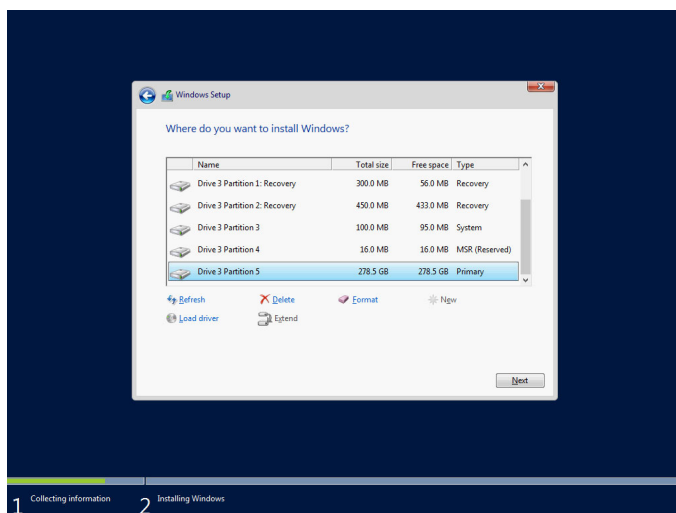 Windows Setup
Where do you want to install Windows?
Name Total size Free space Type
Drive 3 Partition 1: Recovery 300.0 MB 56.0 MB Recovery
Drive 3 Partition 2: Recovery 450.0 MB 433.0 MB Recovery
Drive 3 Partition 3 100.0 MB 95.0 MB System
Drive 3 Partition 4 16.0 MB 16.0 MB MSR (Reserved)
Drive 3 Partition 5 278.5 GB 278.5 GB Primary
Refresh Delete Format New
Load driver Extend
Next
1 Collecting information 2 Installing Windows